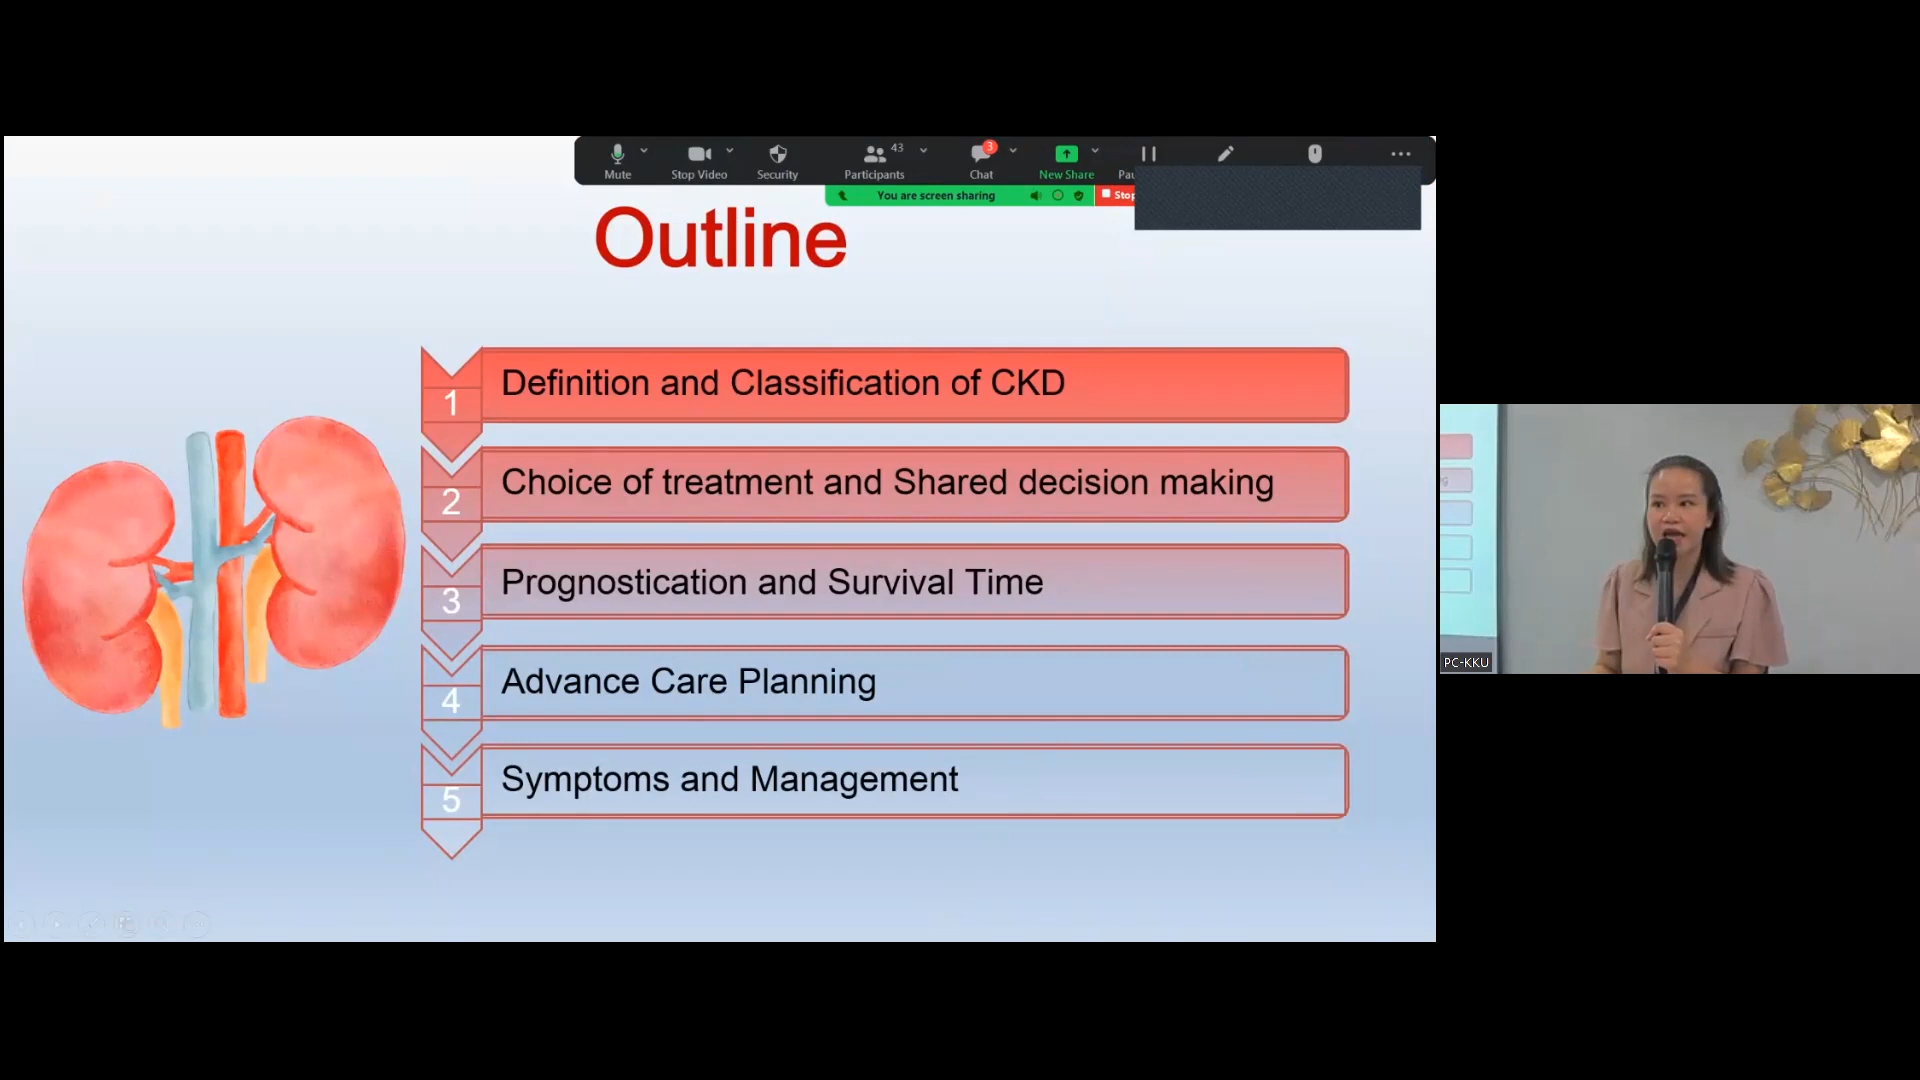 Mute
Stop Video
Security
43
Participants
3
Chat
New Share
Pau
You are screen sharing
Stop
Outline
1
Definition and Classification of CKD
2
Choice of treatment and Shared decision making
3
Prognostication and Survival Time
4
Advance Care Planning
5
Symptoms and Management
PC-KKU